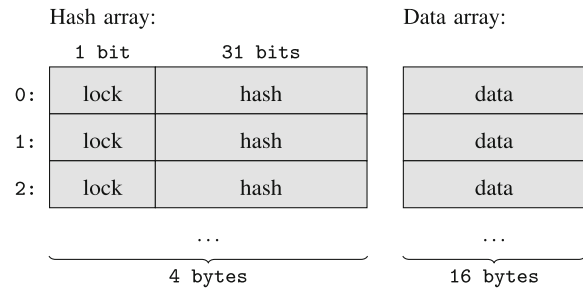 Hash array: Data array:
1 bit 31 bits
0: lock hash data
1: lock hash data
2: lock hash data
... ...
4 bytes 16 bytes